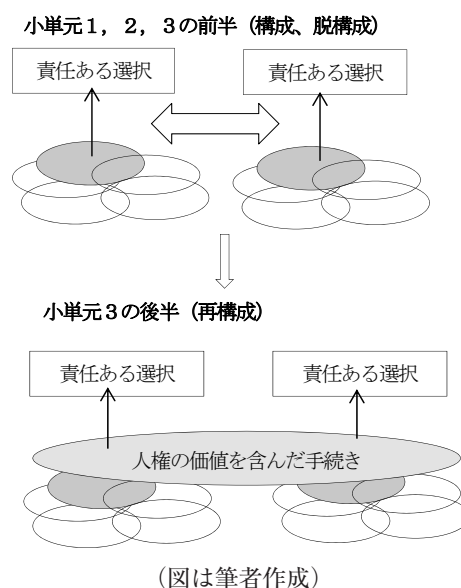 小単元１，２，３の前半（構成、脱構成）
責任ある選択
責任ある選択
小単元３の後半（再構成）
責任ある選択
責任ある選択
人権の価値を含んだ手続き
（図は筆者作成）